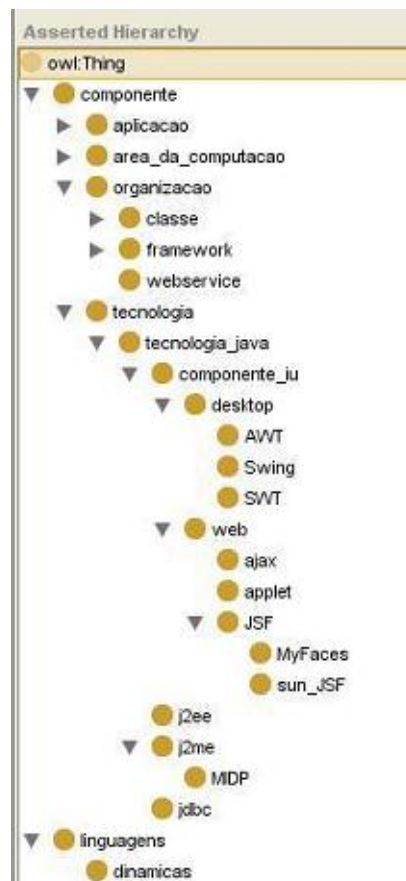 Asserted Hierarchy
owl:Thing
componente
aplicacao
area_da_computacao
organizacao
classe
framework
webservice
tecnologia
tecnologia_java
componente_iu
desktop
AWT
Swing
SWT
web
ajax
applet
JSF
MyFaces
sun_JSF
j2ee
j2me
MIDP
jdbc
linguagens
dinamicas